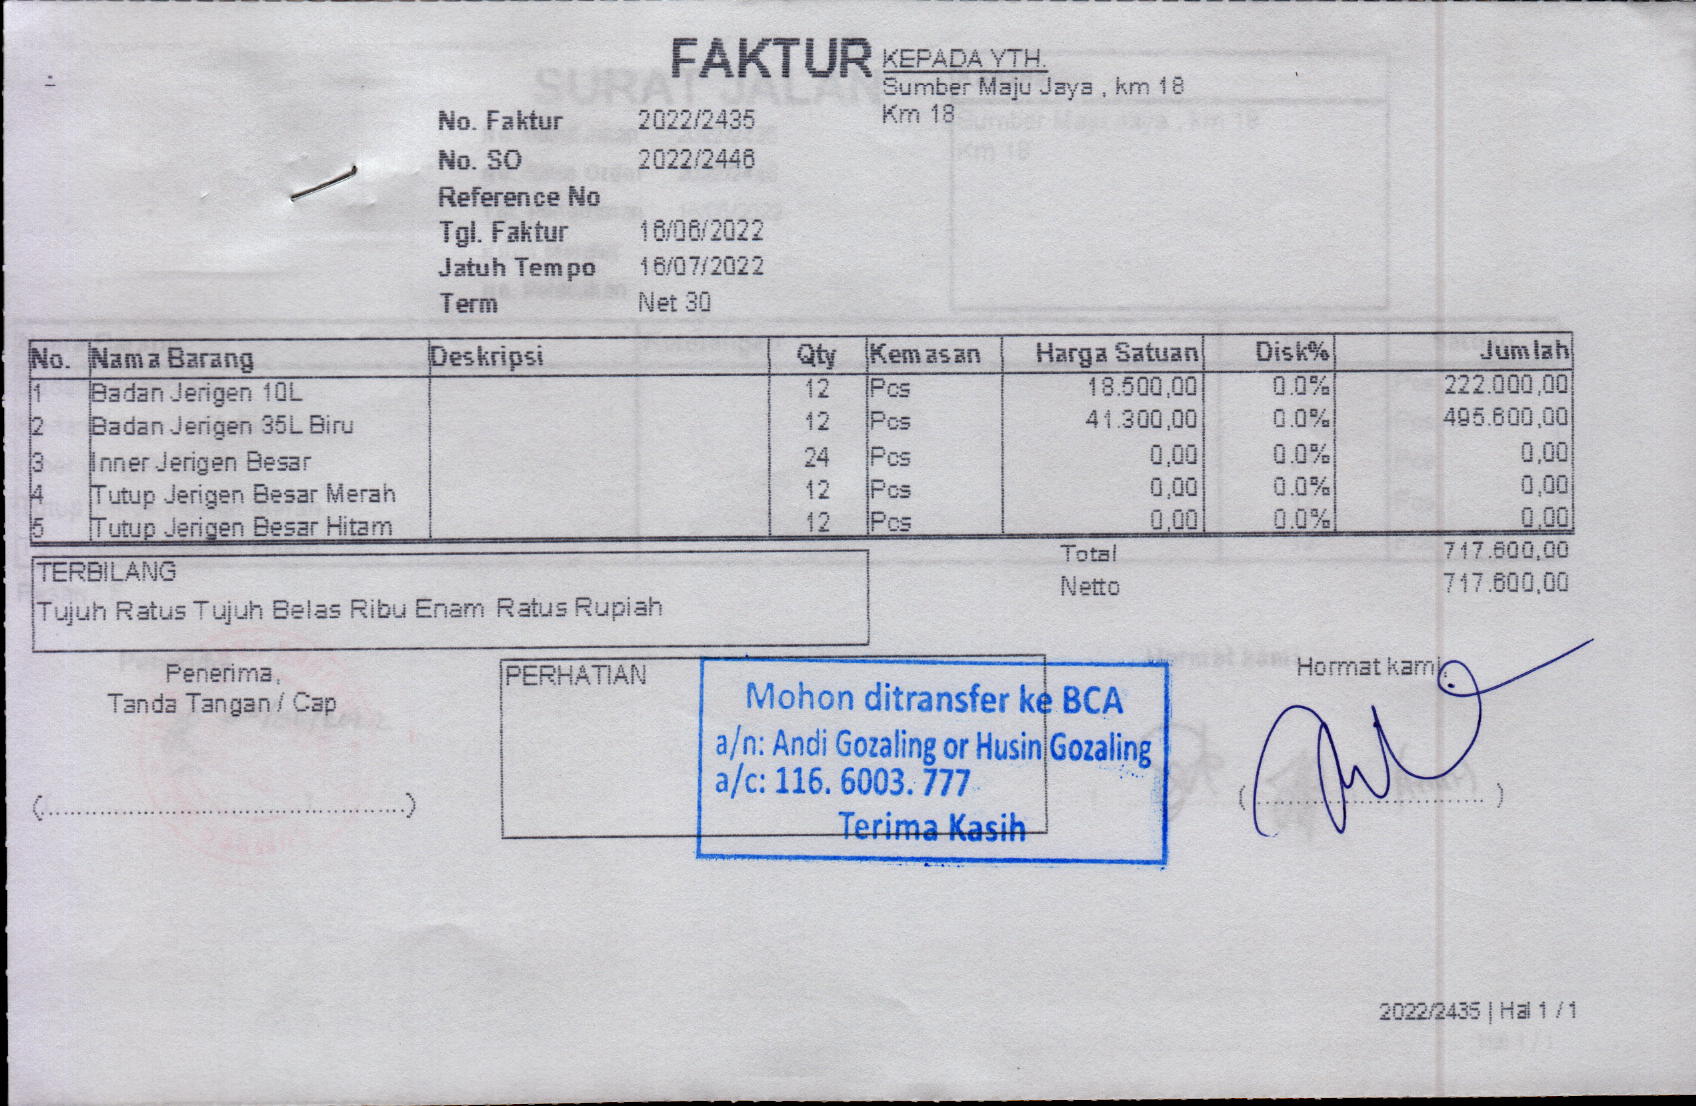 FAKTUR
KEPADA YTH.
Sumber Maju Jaya , km 18
Km 18
No. Faktur 2022/2435
No. SO 2022/2446
Reference No
Tgl. Faktur 16/06/2022
Jatuh Tempo 16/07/2022
Term Net 30
No. Nama Barang Deskripsi Qty Kemasan Harga Satuan Disk% Jumlah
1 Badan Jerigen 10L 12 Pcs 18.500,00 0.0% 222.000,00
2 Badan Jerigen 35L Biru 12 Pcs 41.300,00 0.0% 495.600,00
3 Inner Jerigen Besar 24 Pcs 0,00 0.0% 0,00
4 Tutup Jerigen Besar Merah 12 Pcs 0,00 0.0% 0,00
5 Tutup Jerigen Besar Hitam 12 Pcs 0,00 0.0% 0,00
Total 717.600,00
Netto 717.600,00
TERBILANG
Tujuh Ratus Tujuh Belas Ribu Enam Ratus Rupiah
Penerima,
Tanda Tangan / Cap
(........................................)
PERHATIAN
Mohon ditransfer ke BCA
a/n: Andi Gozaling or Husin Gozaling
a/c: 116. 6003. 777
Terima Kasih
Hormat kami,
(........................................)
2022/2435 | Hal 1 / 1